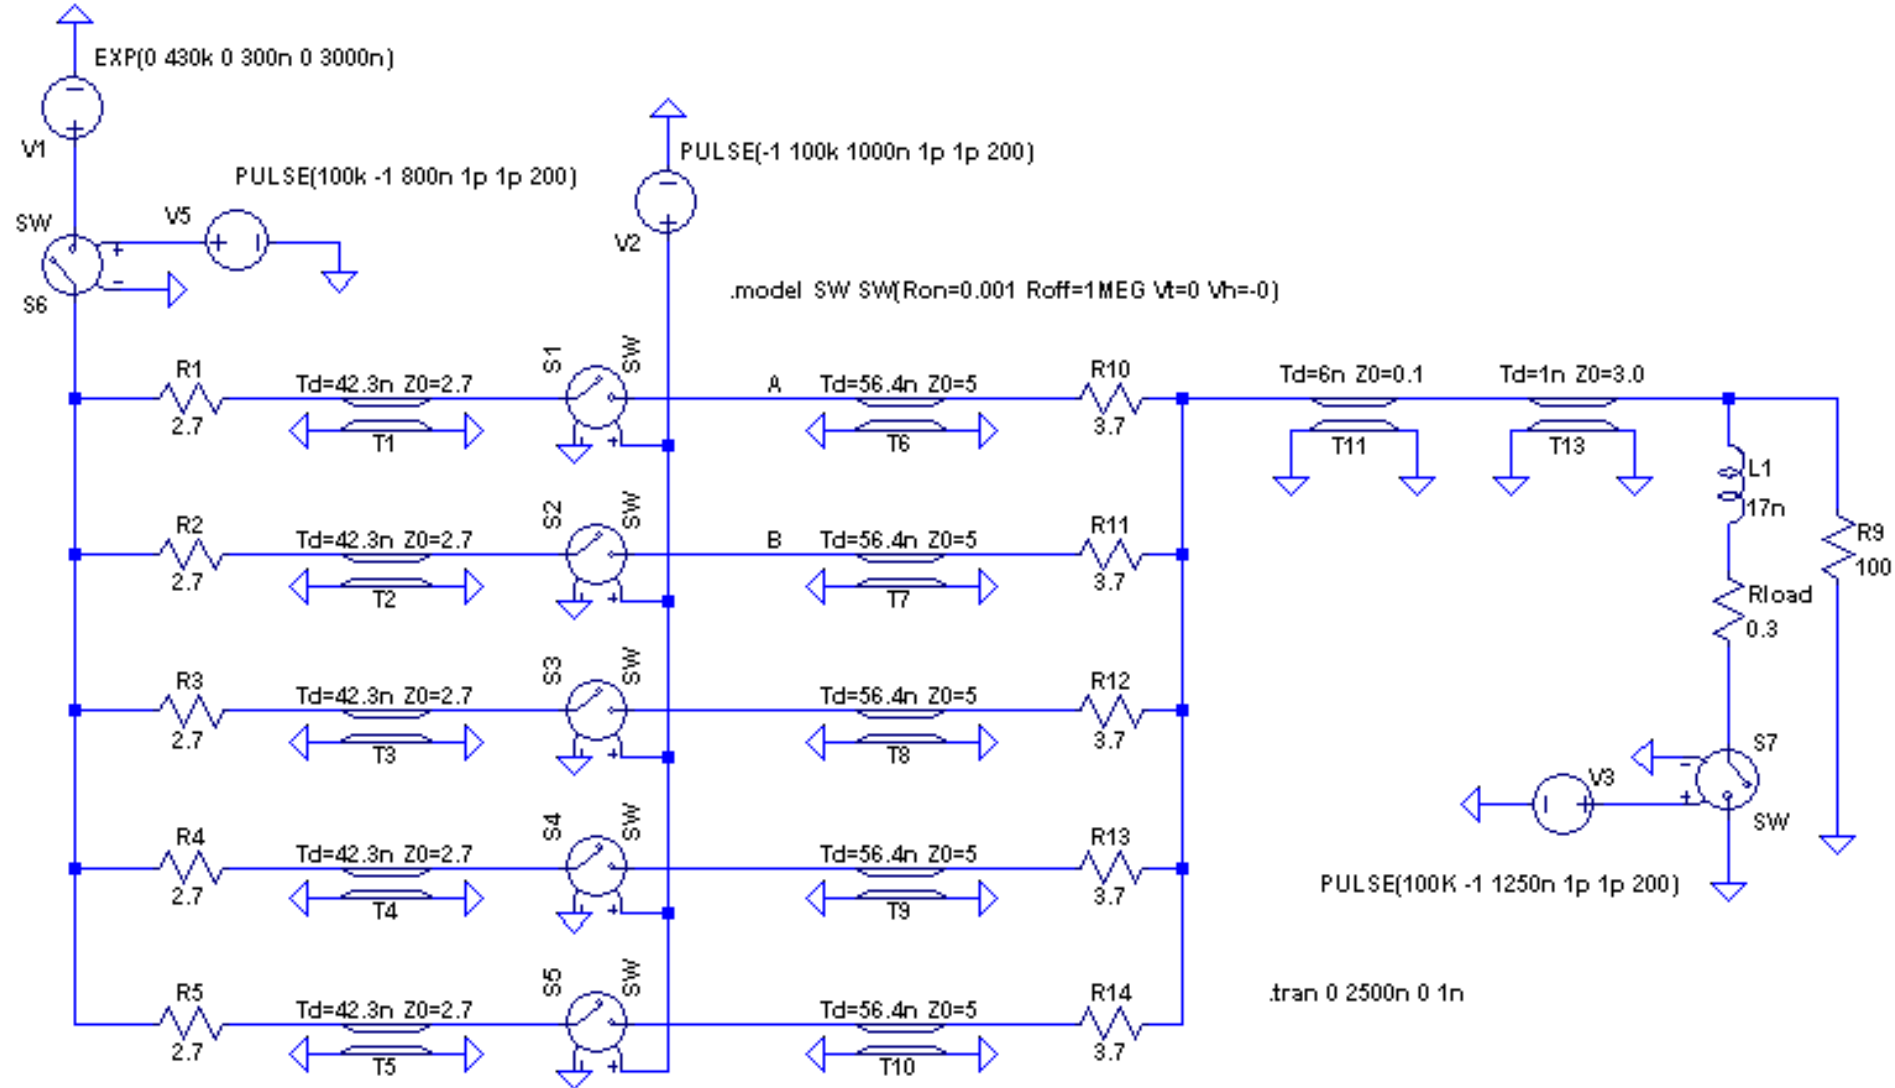 EXP(0 430k 0 300n 0 3000n)
V1
PULSE(-1 100k 1000n 1p 1p 200)
PULSE(100k -1 800n 1p 1p 200)
V5
SW
S6
V2
.model SW SW(Ron=0.001 Roff=1MEG Vt=0 Vh=-0)
R1
2.7
Td=42.3n Z0=2.7
T1
S1
SW
A
Td=56.4n Z0=5
T6
R10
3.7
Td=6n Z0=0.1
T11
Td=1n Z0=3.0
T13
L1
17n
R9
100
Rload
0.3
R2
2.7
Td=42.3n Z0=2.7
T2
S2
SW
B
Td=56.4n Z0=5
T7
R11
3.7
R3
2.7
Td=42.3n Z0=2.7
T3
S3
SW
Td=56.4n Z0=5
T8
R12
3.7
S7
SW
V3
PULSE(100K -1 1250n 1p 1p 200)
R4
2.7
Td=42.3n Z0=2.7
T4
S4
SW
Td=56.4n Z0=5
T9
R13
3.7
R5
2.7
Td=42.3n Z0=2.7
T5
S5
SW
Td=56.4n Z0=5
T10
R14
3.7
.tran 0 2500n 0 1n